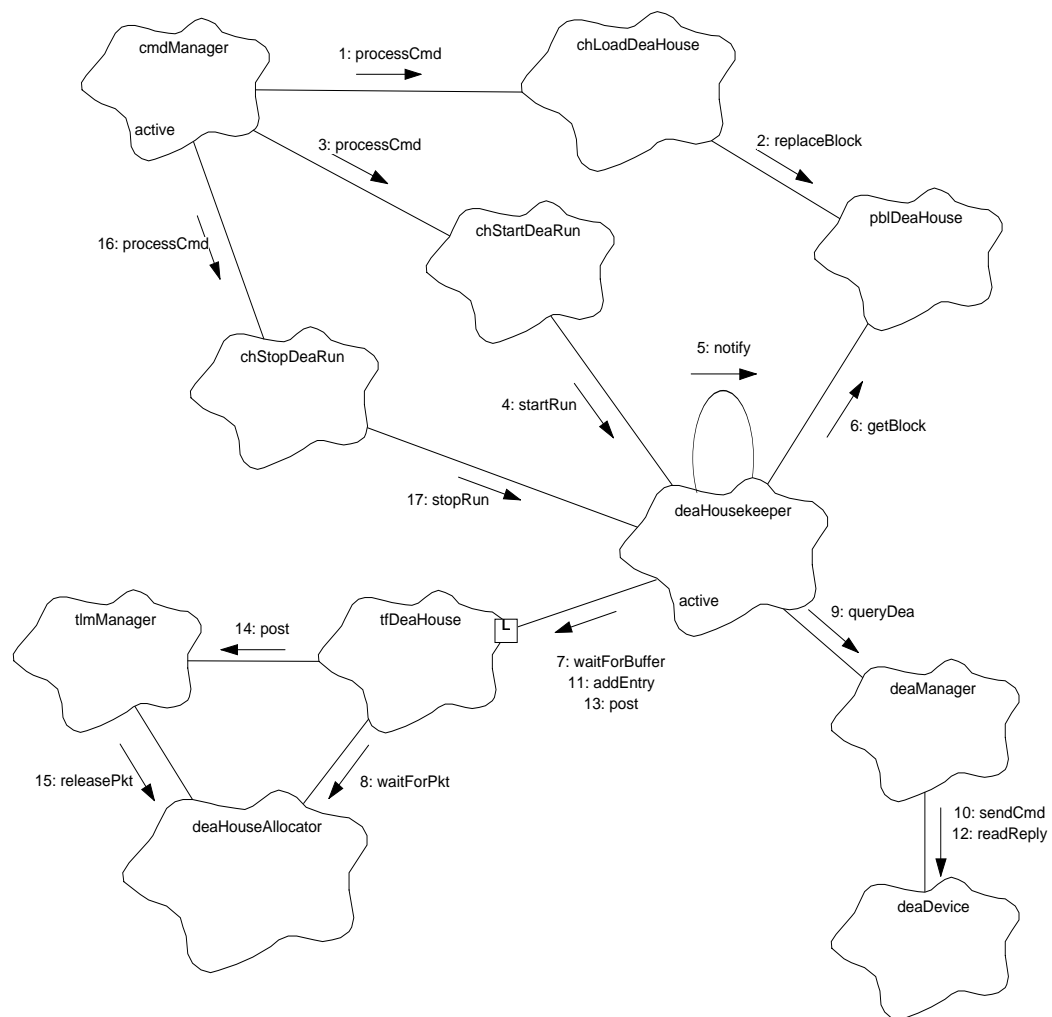 cmdManager
active
1: processCmd
chLoadDeaHouse
3: processCmd
2: replaceBlock
16: processCmd
chStartDeaRun
pblDeaHouse
chStopDeaRun
5: notify
4: startRun
6: getBlock
17: stopRun
deaHousekeeper
active
tlmManager
14: post
tfDeaHouse
L
9: queryDea
7: waitForBuffer
11: addEntry
13: post
deaManager
15: releasePkt
8: waitForPkt
deaHouseAllocator
10: sendCmd
12: readReply
deaDevice